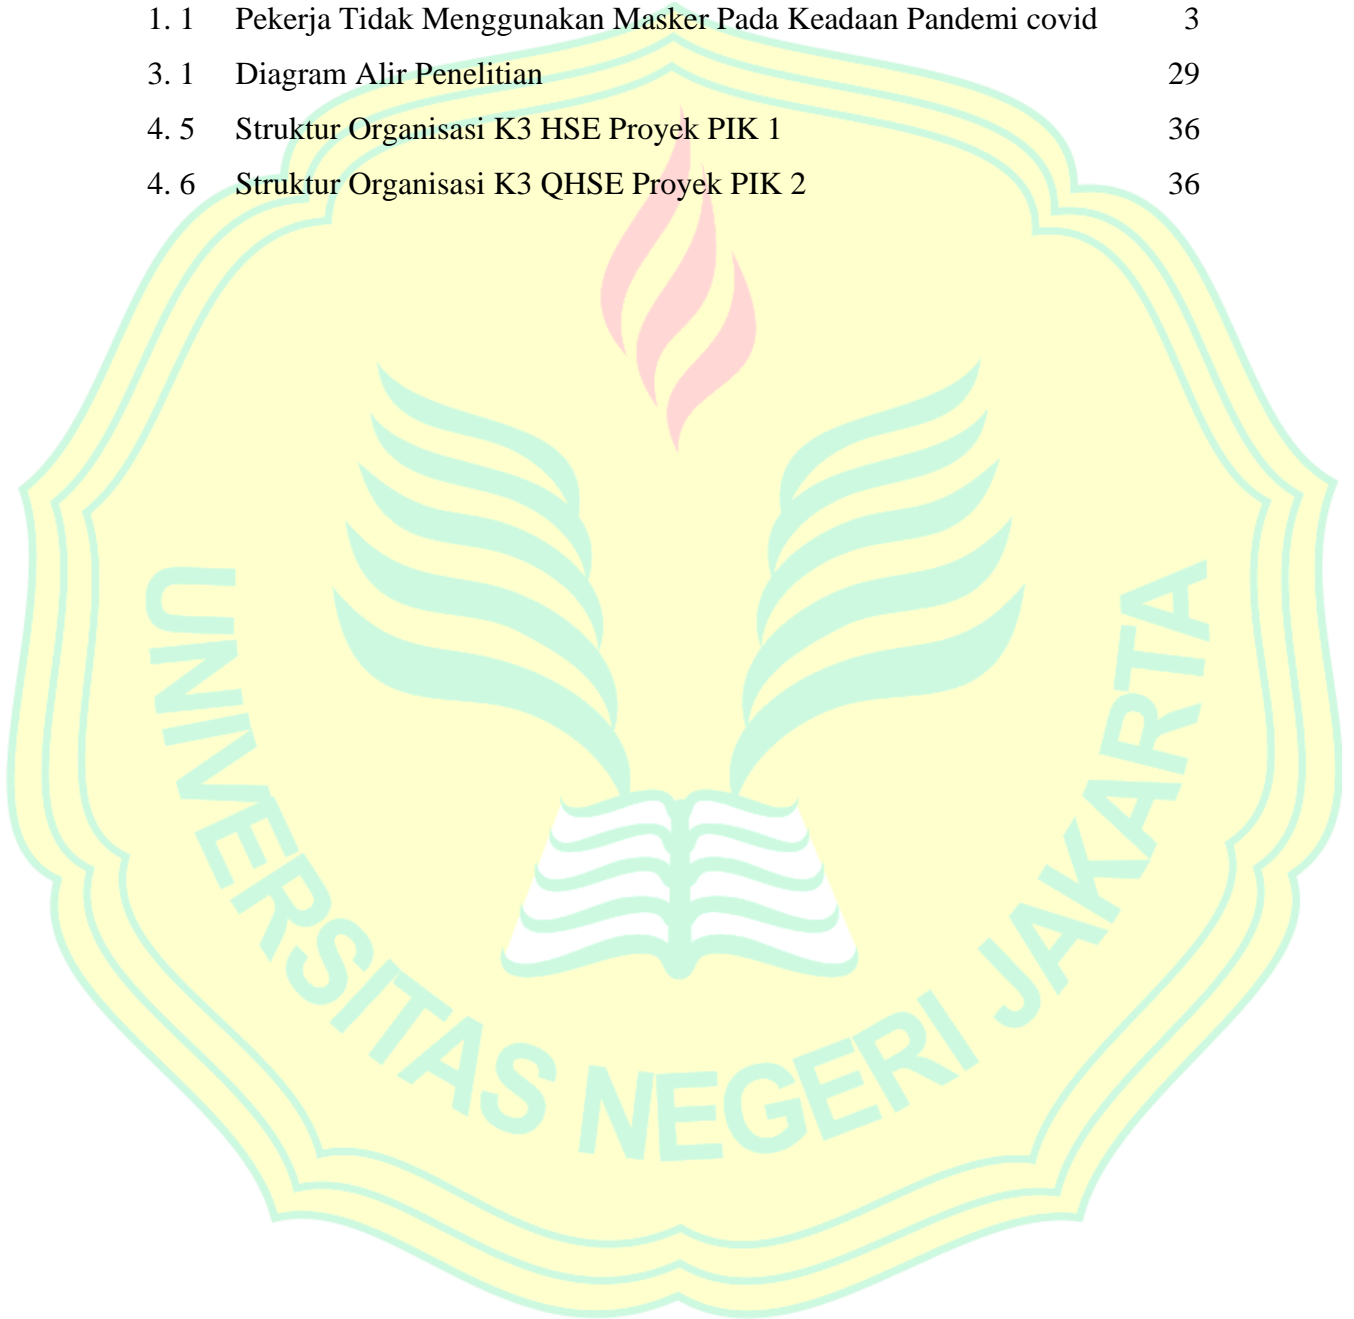 1. 1 Pekerja Tidak Menggunakan Masker Pada Keadaan Pandemi covid 3
3. 1 Diagram Alir Penelitian 29
4. 5 Struktur Organisasi K3 HSE Proyek PIK 1 36
4. 6 Struktur Organisasi K3 QHSE Proyek PIK 2 36
UNIVERSITAS NEGERI JAKARTA